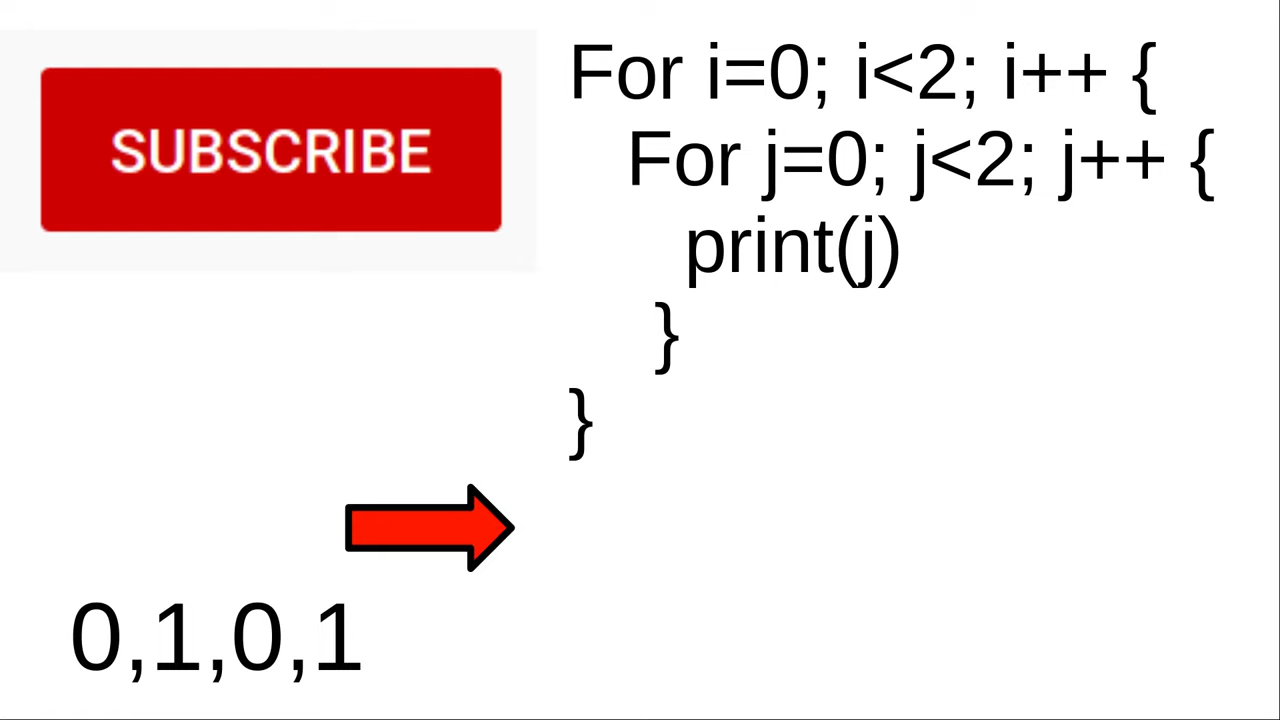 SUBSCRIBE
For i=0; i<2; i++ {
For j=0; j<2; j++ {
print(j)
}
}
0,1,0,1